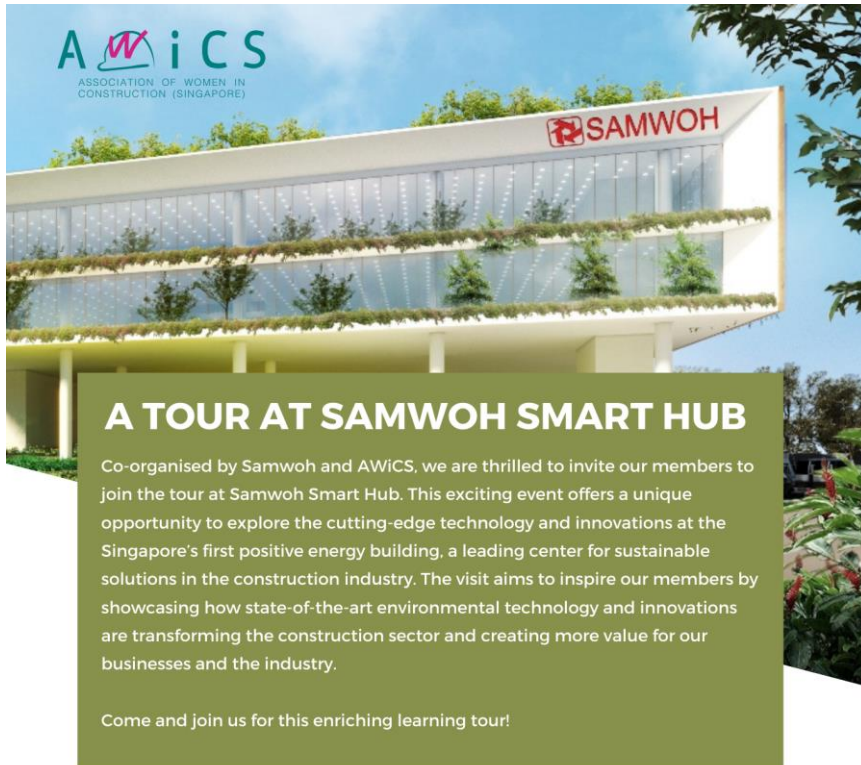 AWiCS
ASSOCIATION OF WOMEN IN
CONSTRUCTION (SINGAPORE)
SAMWOH
A TOUR AT SAMWOH SMART HUB
Co-organised by Samwoh and AWiCS, we are thrilled to invite our members to
join the tour at Samwoh Smart Hub. This exciting event offers a unique
opportunity to explore the cutting-edge technology and innovations at the
Singapore's first positive energy building, a leading center for sustainable
solutions in the construction industry. The visit aims to inspire our members by
showcasing how state-of-the-art environmental technology and innovations
are transforming the construction sector and creating more value for our
businesses and the industry.
Come and join us for this enriching learning tour!